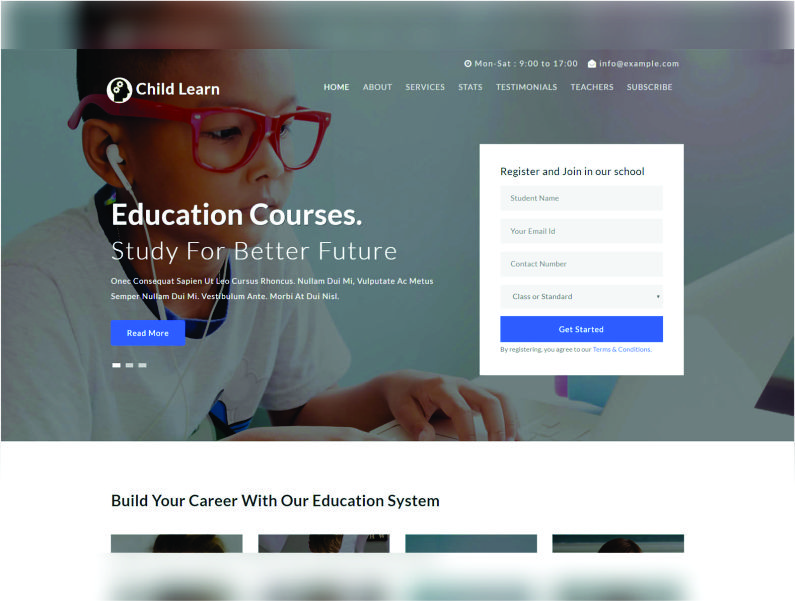 Mon-Sat : 9:00 to 17:00 info@example.com
Child Learn
HOME ABOUT SERVICES STATS TESTIMONIALS TEACHERS SUBSCRIBE
Education Courses.
Study For Better Future
Onec Consequat Sapien Ut Leo Cursus Rhoncus. Nullam Dui Mi, Vulputate Ac Metus
Semper Nullam Dui Mi. Vestibulum Ante. Morbi At Dui Nisl.
Read More
Register and Join in our school
Student Name
Your Email Id
Contact Number
Class or Standard
Get Started
By registering, you agree to our Terms & Conditions.
Build Your Career With Our Education System